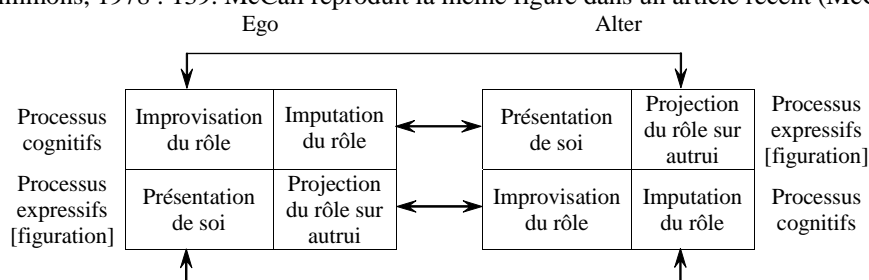 immons, 1978 : 139. McCall reproduit la même figure dans un article récent (McC
Ego Alter
Processus cognitifs
Improvisation du rôle
Imputation du rôle
Présentation de soi
Projection du rôle sur autrui
Processus expressifs [figuration]
Processus expressifs [figuration]
Présentation de soi
Projection du rôle sur autrui
Improvisation du rôle
Imputation du rôle
Processus cognitifs